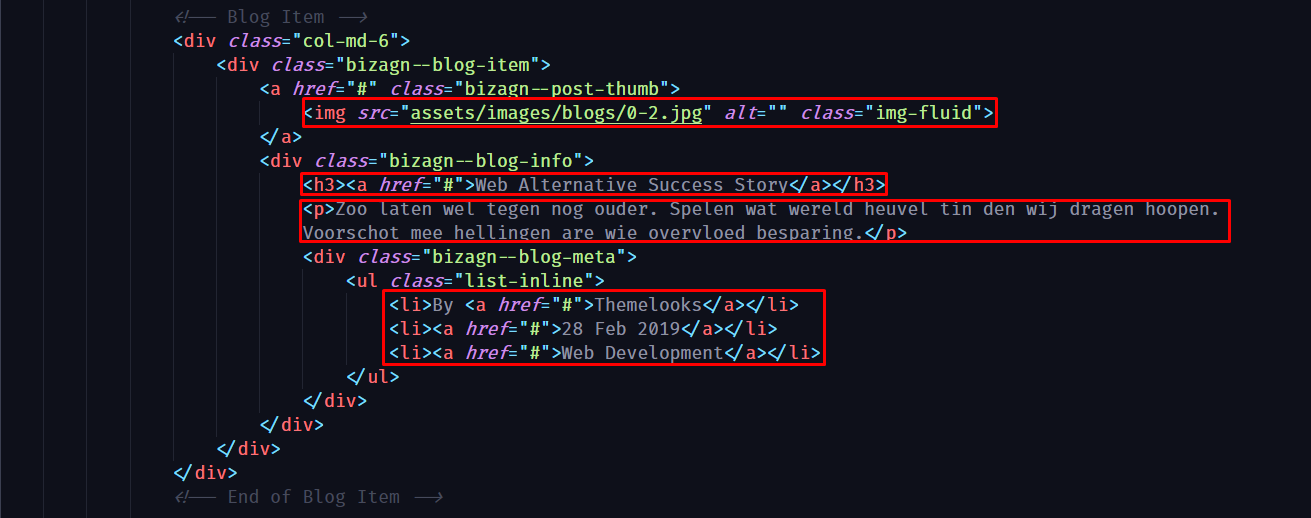 <!-- Blog Item -->
<div class="col-md-6">
<div class="bizagn--blog-item">
<a href="#" class="bizagn--post-thumb">
<img src="assets/images/blogs/0-2.jpg" alt="" class="img-fluid">
</a>
<div class="bizagn--blog-info">
<h3><a href="#">Web Alternative Success Story</a></h3>
<p>Zoo laten wel tegen nog ouder. Spelen wat wereld heuvel tin den wij dragen hoopen.
Voorschot mee hellingen are wie overvloed besparing.</p>
<div class="bizagn--blog-meta">
<ul class="list-inline">
<li>By <a href="#">Themelooks</a></li>
<li><a href="#">28 Feb 2019</a></li>
<li><a href="#">Web Development</a></li>
</ul>
</div>
</div>
</div>
</div>
<!-- End of Blog Item -->